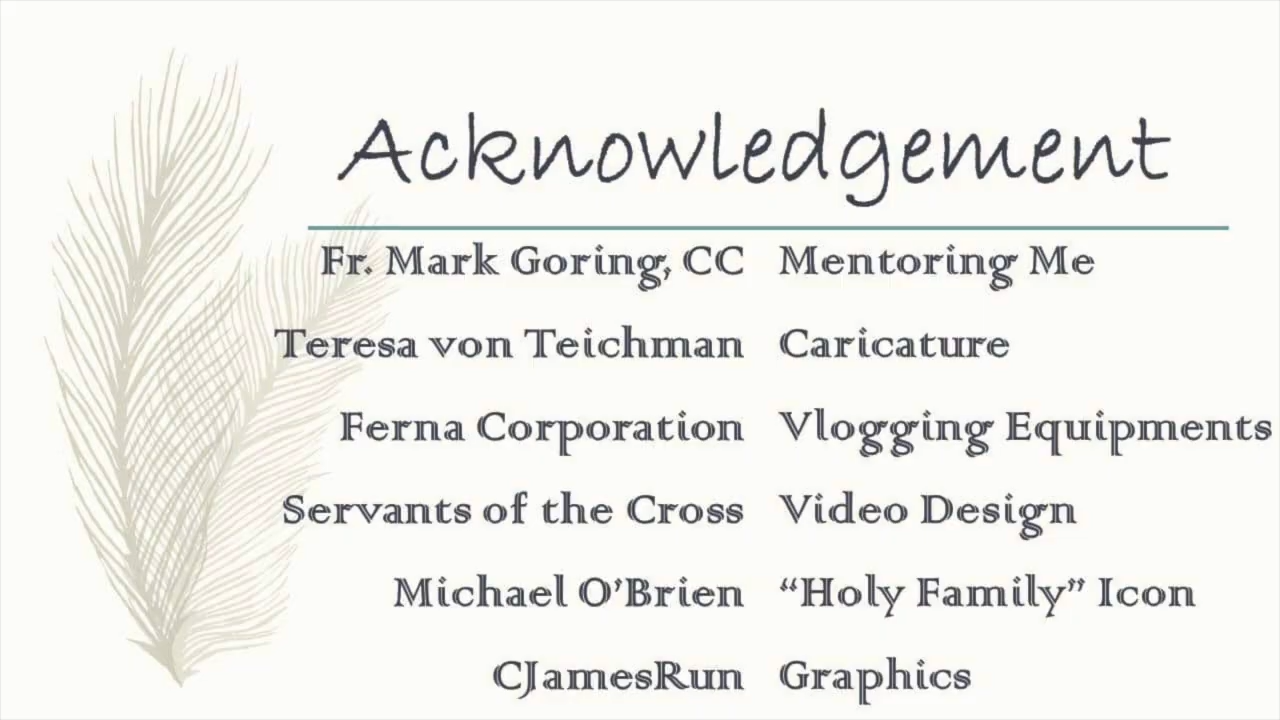 Acknowledgement
Fr. Mark Goring, CC Mentoring Me
Teresa von Teichman Caricature
Ferna Corporation Vlogging Equipments
Servants of the Cross Video Design
Michael O’Brien “Holy Family” Icon
CJamesRun Graphics